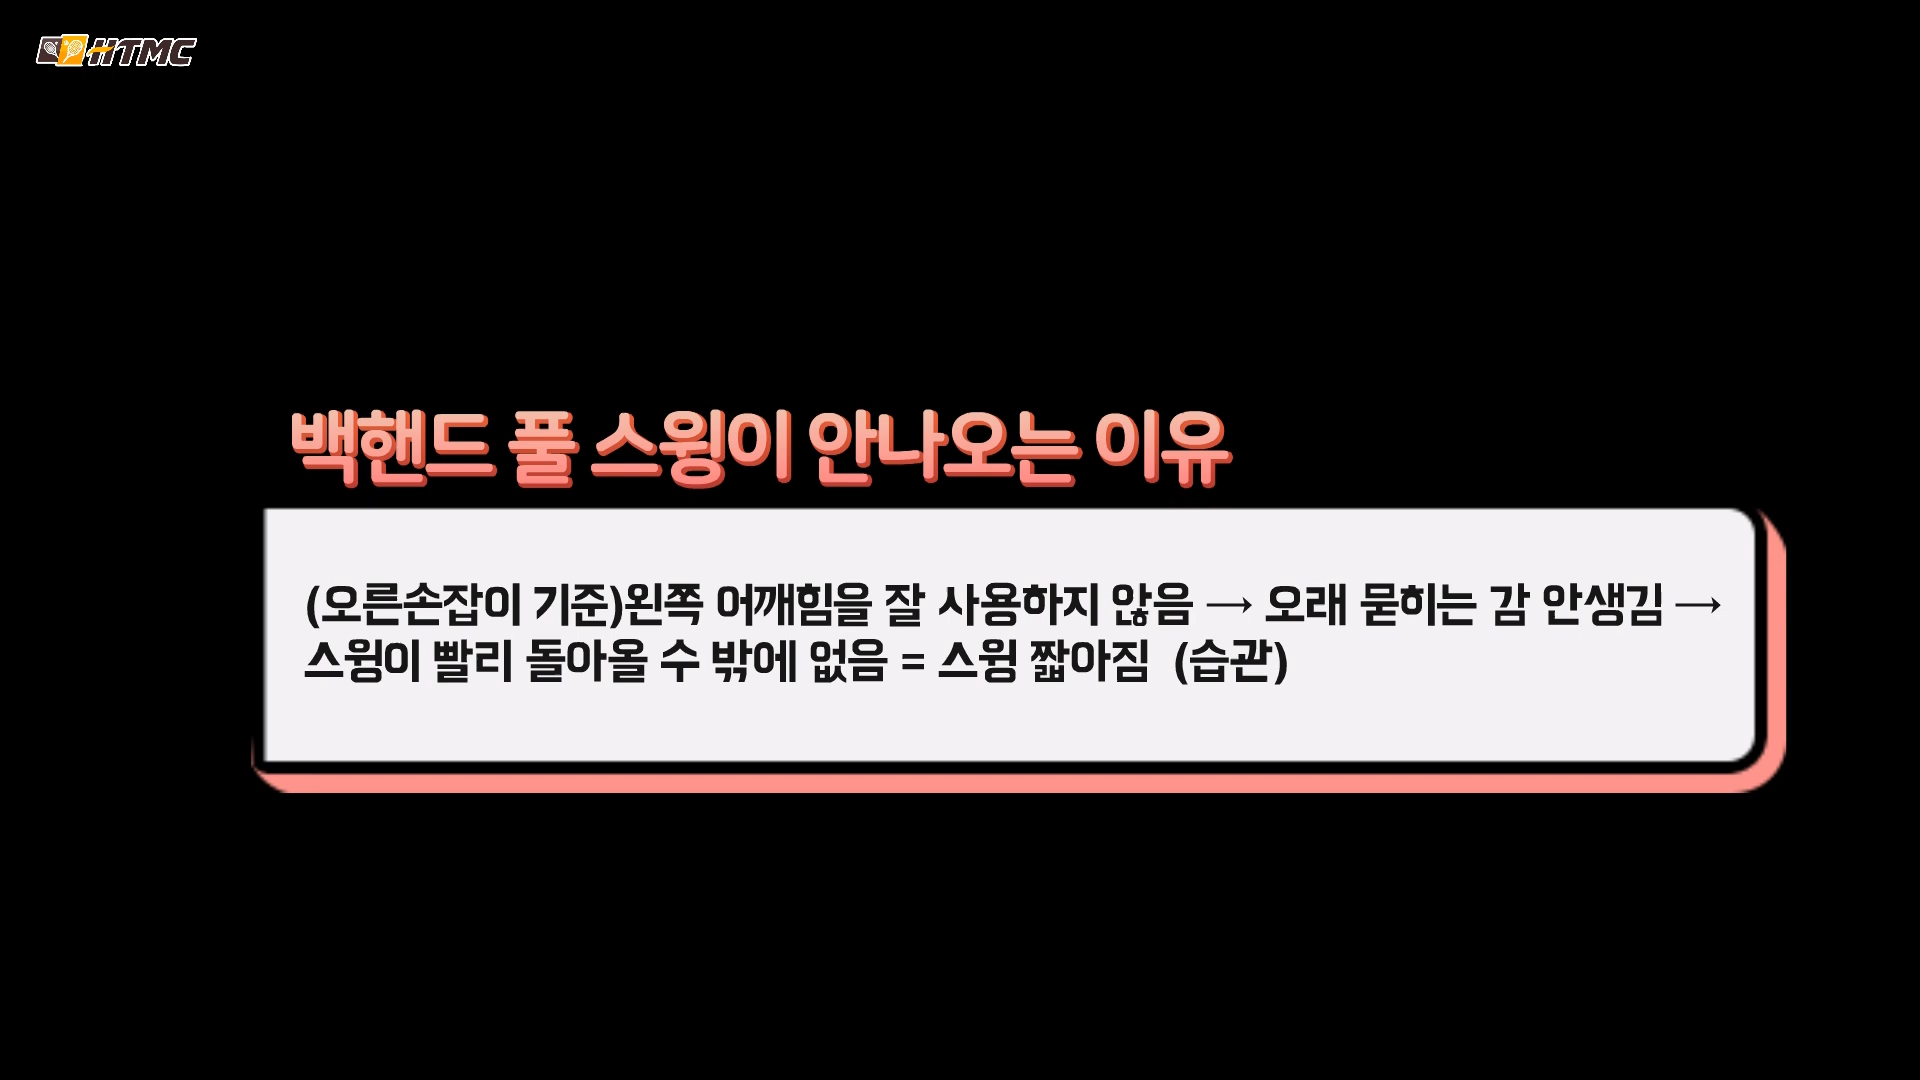 HTMC
백핸드 풀 스윙이 안나오는 이유
(오른손잡이 기준)왼쪽 어깨힘을 잘 사용하지 않음 → 오래 묻히는 감 안생김 →
스윙이 빨리 돌아올 수 밖에 없음 = 스윙 짧아짐 (습관)